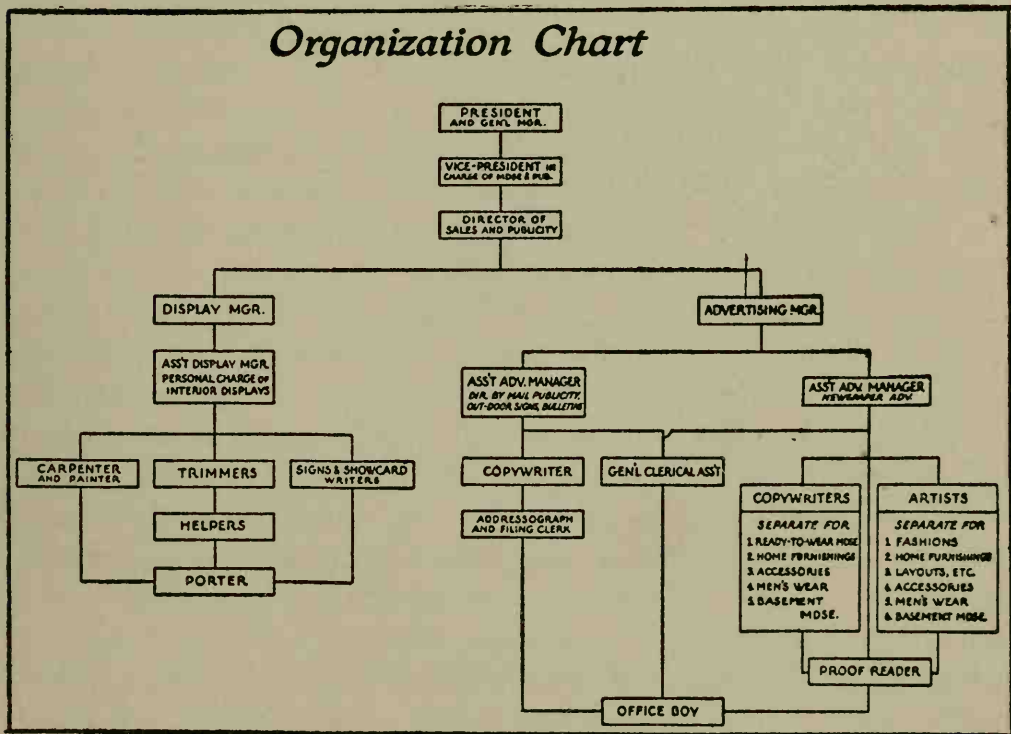 Organization Chart
PRESIDENT
AND GEN'L MGR.
VICE-PRESIDENT IN
CHARGE OF MDSE & PUB.
DIRECTOR OF
SALES AND PUBLICITY
DISPLAY MGR.
ADVERTISING MGR.
ASS'T DISPLAY MGR.
PERSONAL CHARGE OF
INTERIOR DISPLAYS
ASS'T ADV. MANAGER
DIR. BY MAIL PUBLICITY,
OUT-DOOR SIGNS, BULLETINS
ASS'T ADV. MANAGER
NEWSPAPER ADV.
CARPENTER
AND PAINTER
TRIMMERS
SIGNS & SHOWCARD
WRITERS
HELPERS
PORTER
COPYWRITER
GEN'L CLERICAL ASS'T
ADDRESSOGRAPH
AND FILING CLERK
COPYWRITERS
SEPARATE FOR
1. READY-TO-WEAR MDSE
2. HOME FURNISHINGS
3. ACCESSORIES
4. MEN'S WEAR
5. BASEMENT
MDSE.
ARTISTS
SEPARATE FOR
1. FASHIONS
2. HOME FURNISHINGS
3. LAYOUTS, ETC.
4. ACCESSORIES
5. MEN'S WEAR
6. BASEMENT MDSE.
PROOF READER
OFFICE BOY